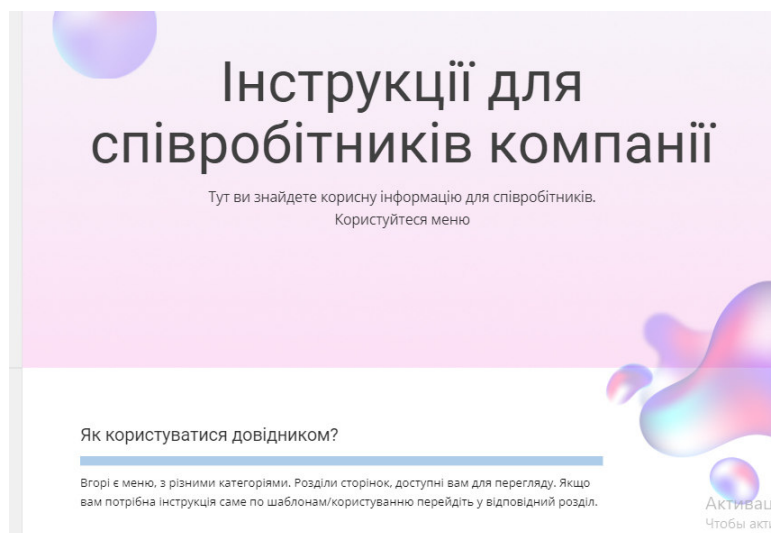 Інструкції для
співробітників компанії
Тут ви знайдете корисну інформацію для співробітників.
Користуйтеся меню
Як користуватися довідником?
Вгорі є меню, з різними категоріями. Розділи сторінок, доступні вам для перегляду. Якщо
вам потрібна інструкція саме по шаблонам/користуванню перейдіть у відповідний розділ.
Чтобы